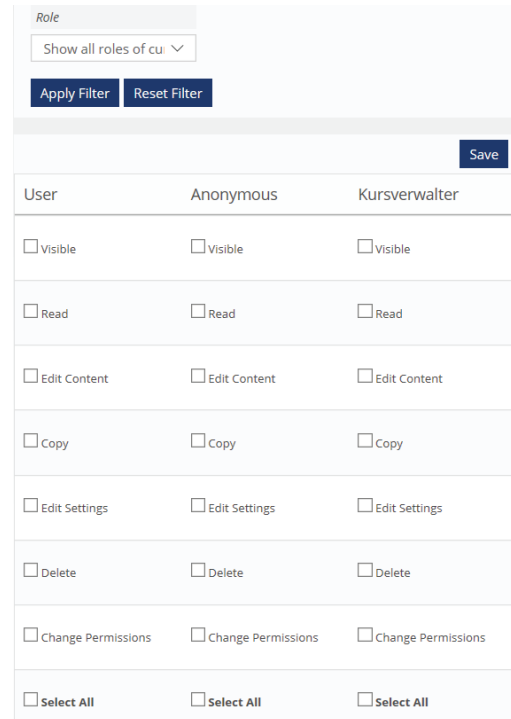 Role
Show all roles of cu
Apply Filter Reset Filter
Save
User Anonymous Kursverwalter
Visible Visible Visible
Read Read Read
Edit Content Edit Content Edit Content
Copy Copy Copy
Edit Settings Edit Settings Edit Settings
Delete Delete Delete
Change Permissions Change Permissions Change Permissions
Select All Select All Select All